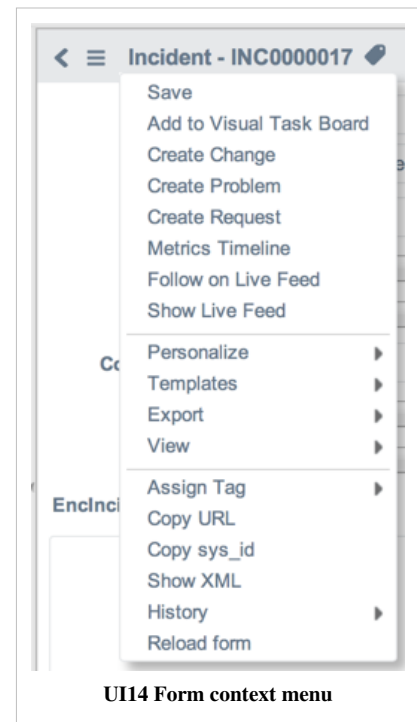 Incident - INC0000017
Save
Add to Visual Task Board
Create Change
Create Problem
Create Request
Metrics Timeline
Follow on Live Feed
Show Live Feed
Personalize
Templates
Export
View
Assign Tag
Copy URL
Copy sys_id
Show XML
History
Reload form
UI14 Form context menu